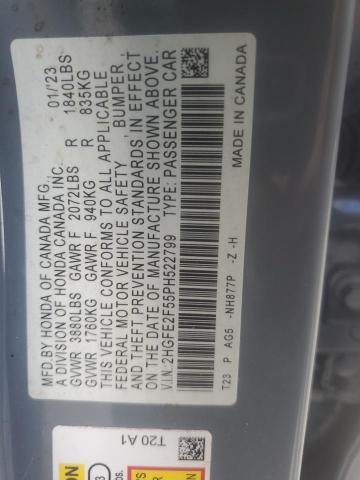 MFD.BY HONDA OF CANADA MFG. 01/'23
A DIVISION OF HONDA CANADA INC.
GVWR 3880LBS GAWR F 2072LBS R 1840LBS
GVWR 1760KG GAWR F 940KG R 835KG
THIS VEHICLE CONFORMS TO ALL APPLICABLE
FEDERAL MOTOR VEHICLE SAFETY BUMPER,
AND THEFT PREVENTION STANDARDS IN EFFECT
ON THE DATE OF MANUFACTURE SHOWN ABOVE.
V.I.N.:2HGFE2F55PH522799 TYPE:PASSENGER CAR
MADE IN CANADA
T23 P AG5 -NH877P -Z -H
T20 A1